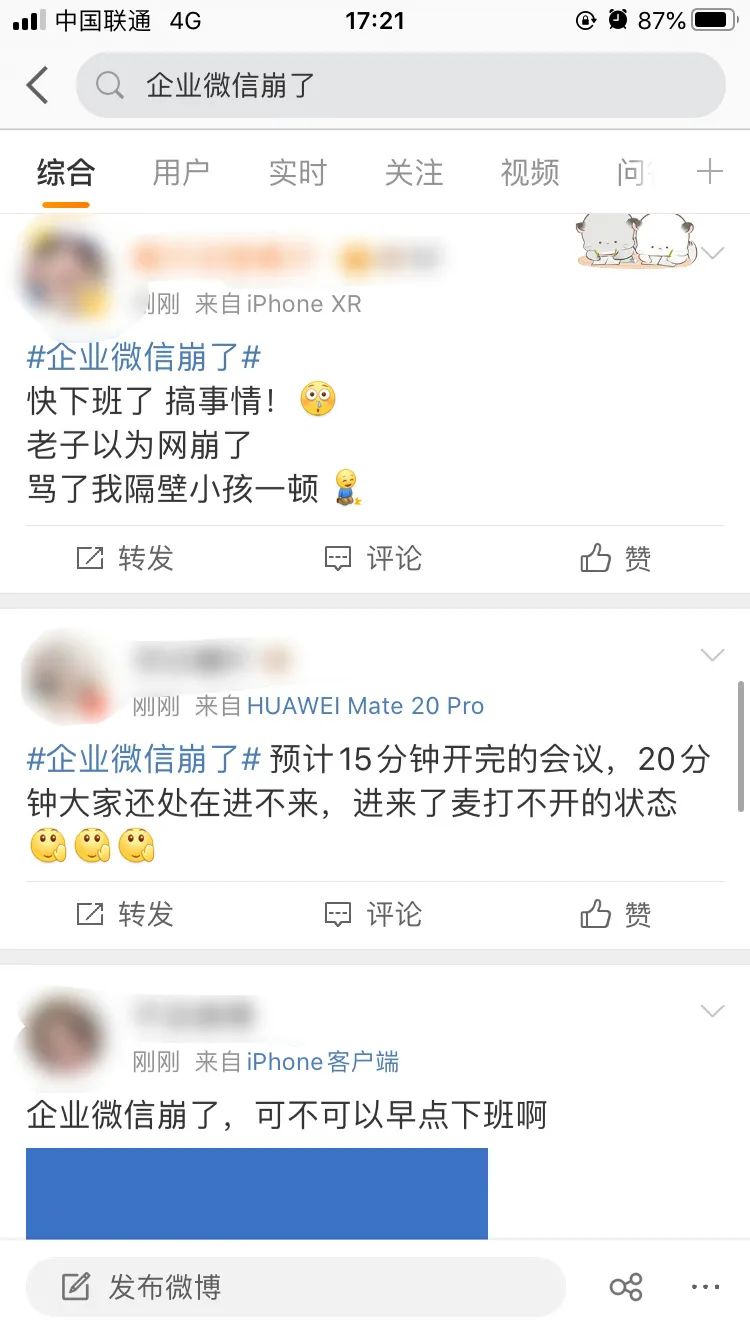 中国联通 4G 17:21 87%
企业微信崩了
综合 用户 实时 关注 视频
刚刚 来自iPhone XR
#企业微信崩了#
快下班了 搞事情！
老子以为网崩了
骂了我隔壁小孩一顿
转发 评论 赞
刚刚 来自HUAWEI Mate 20 Pro
#企业微信崩了# 预计15分钟开完的会议，20分
钟大家还处在进不来，进来了麦打不开的状态
转发 评论 赞
刚刚 来自iPhone客户端
企业微信崩了，可不可以早点下班啊
发布微博